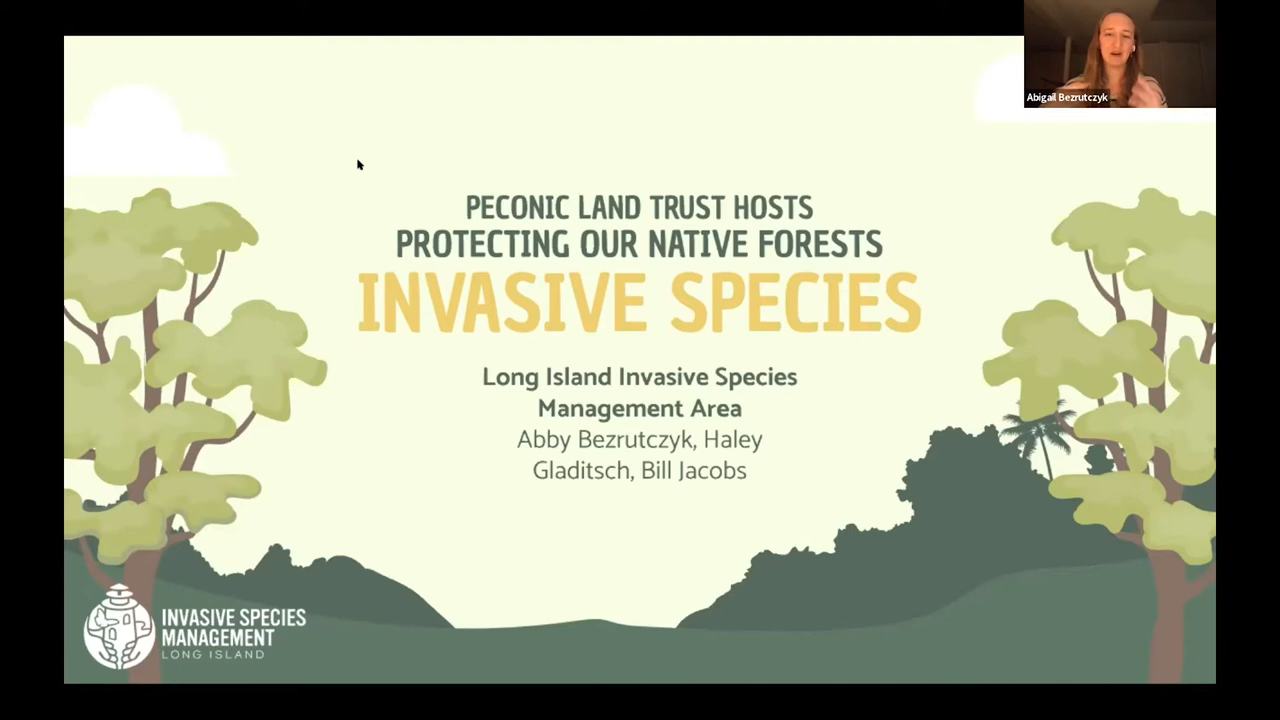 Abigail Bezrutczyk
PECONIC LAND TRUST HOSTS
PROTECTING OUR NATIVE FORESTS
INVASIVE SPECIES
Long Island Invasive Species
Management Area
Abby Bezrutczyk, Haley
Gladitsch, Bill Jacobs
INVASIVE SPECIES
MANAGEMENT
LONG ISLAND